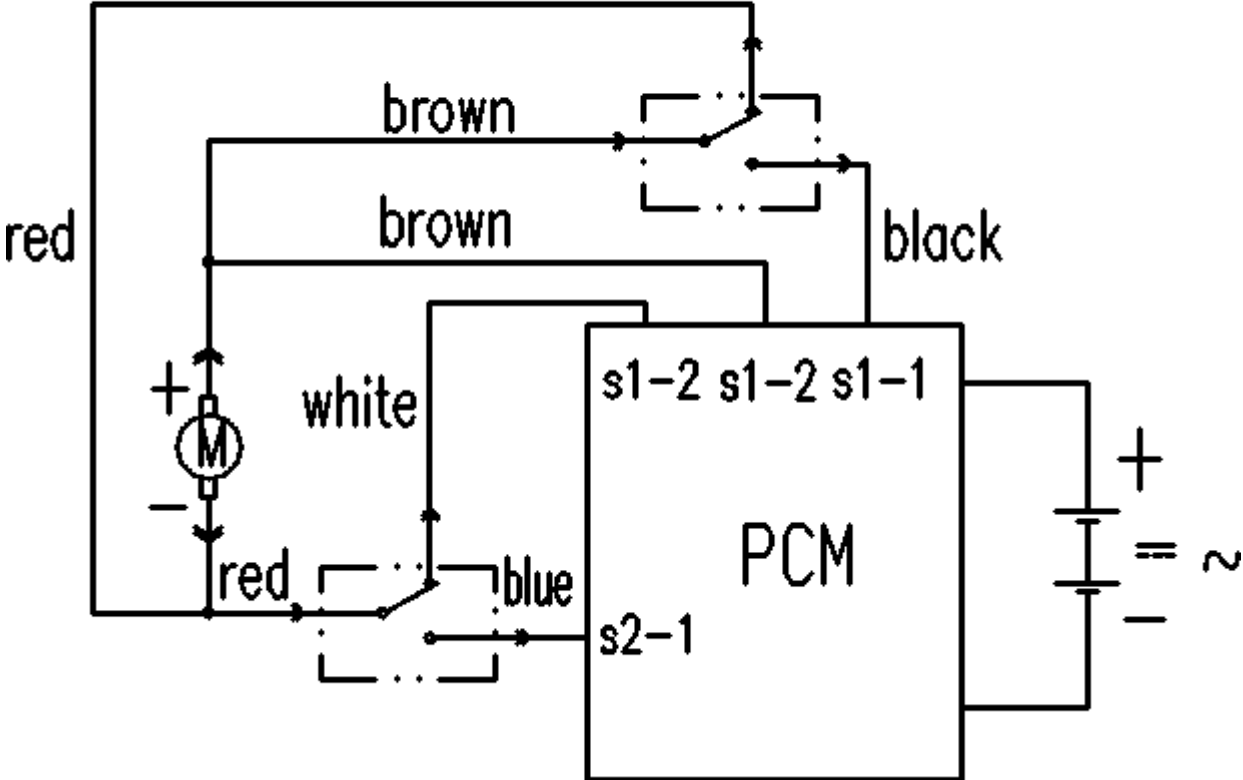 brown
brown
red
black
s1-2 s1-2 s1-1
white
+
M
+
-
PCM
= ~
red
blue
-
s2-1